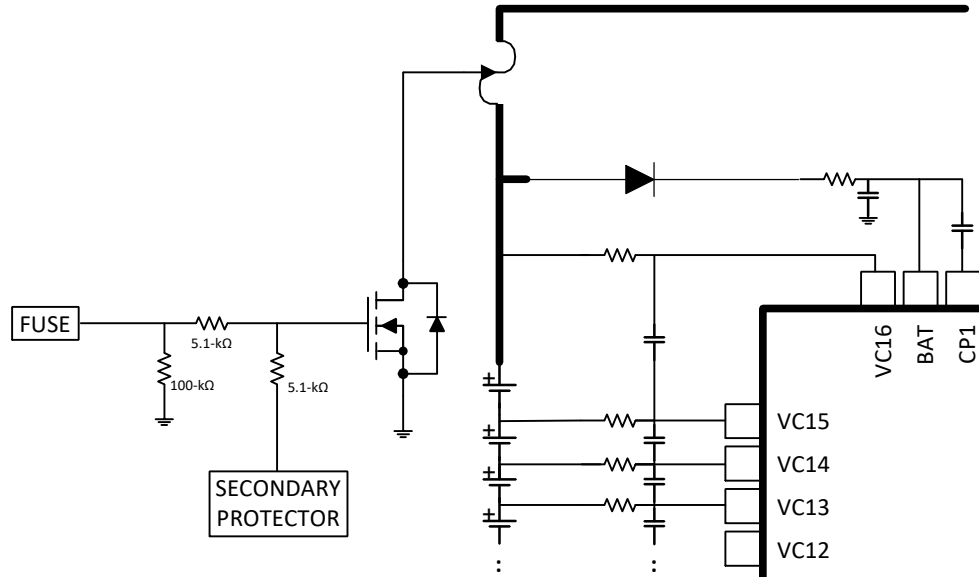 VC16
BAT
CP1
FUSE
5.1-kΩ
100-kΩ
5.1-kΩ
SECONDARY
PROTECTOR
+
+
+
+
VC15
VC14
VC13
VC12